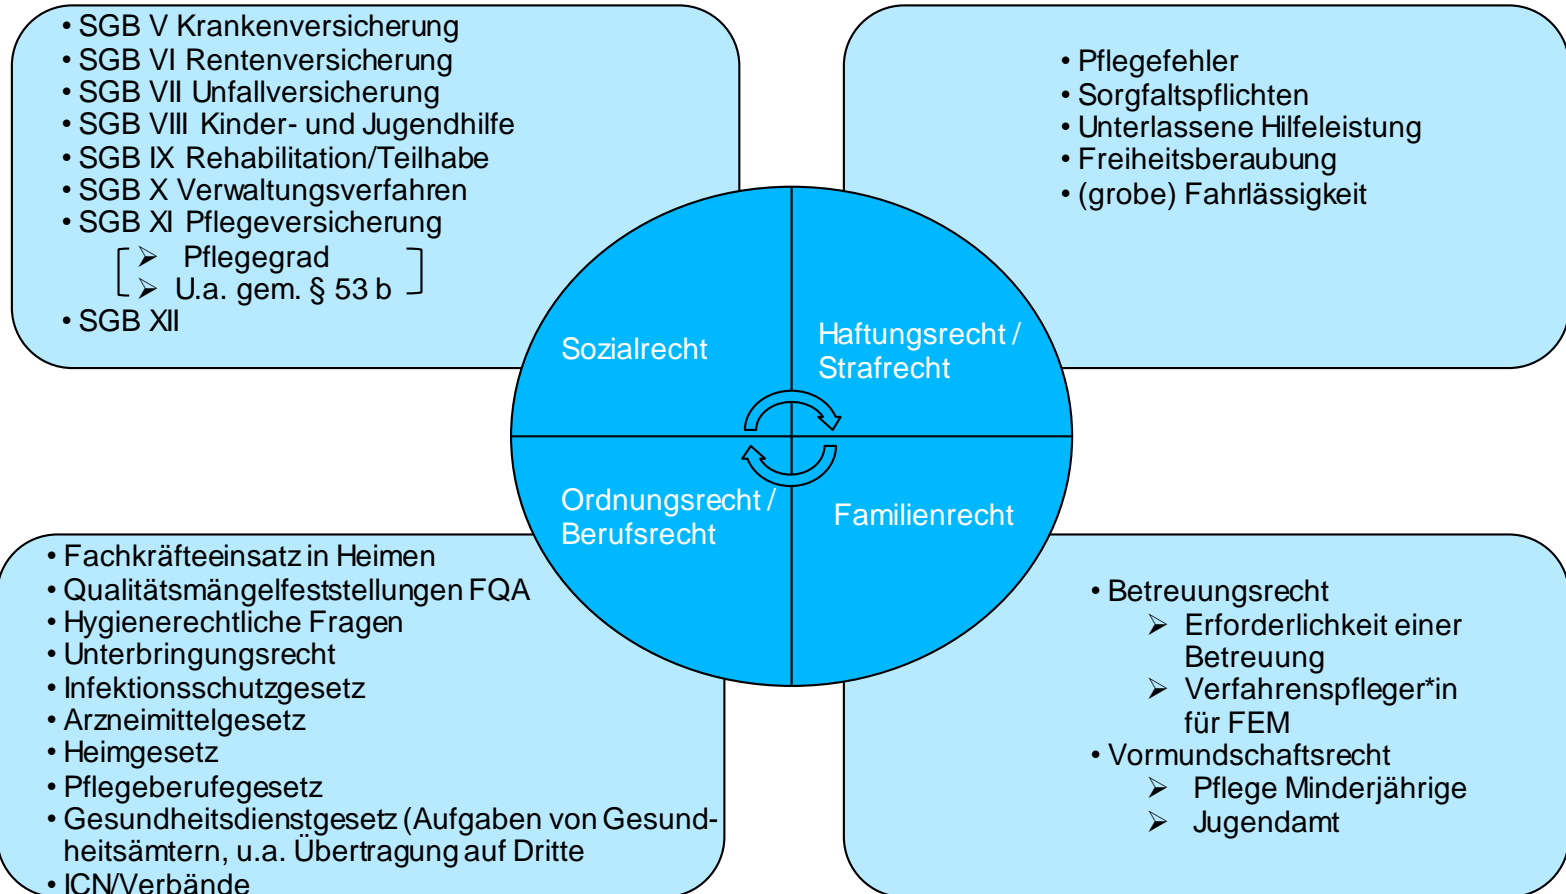 • SGB V Krankenversicherung
• SGB VI Rentenversicherung
• SGB VII Unfallversicherung
• SGB VIII Kinder- und Jugendhilfe
• SGB IX Rehabilitation/Teilhabe
• SGB X Verwaltungsverfahren
• SGB XI Pflegeversicherung
➢ Pflegegrad
➢ U.a. gem. § 53 b
• SGB XII
• Pflegefehler
• Sorgfaltspflichten
• Unterlassene Hilfeleistung
• Freiheitsberaubung
• (grobe) Fahrlässigkeit
Sozialrecht
Haftungsrecht /
Strafrecht
Ordnungsrecht /
Berufsrecht
Familienrecht
• Fachkräfteeinsatz in Heimen
• Qualitätsmängelfeststellungen FQA
• Hygienerechtliche Fragen
• Unterbringungsrecht
• Infektionsschutzgesetz
• Arzneimittelgesetz
• Heimgesetz
• Pflegeberufegesetz
• Gesundheitsdienstgesetz (Aufgaben von Gesund-
heitsämtern, u.a. Übertragung auf Dritte
• ICN/Verbände
• Betreuungsrecht
➢ Erforderlichkeit einer
Betreuung
➢ Verfahrenspfleger*in
für FEM
• Vormundschaftsrecht
➢ Pflege Minderjährige
➢ Jugendamt